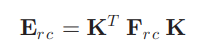 𝐄_{rc} = 𝐊^T 𝐅_{rc} 𝐊